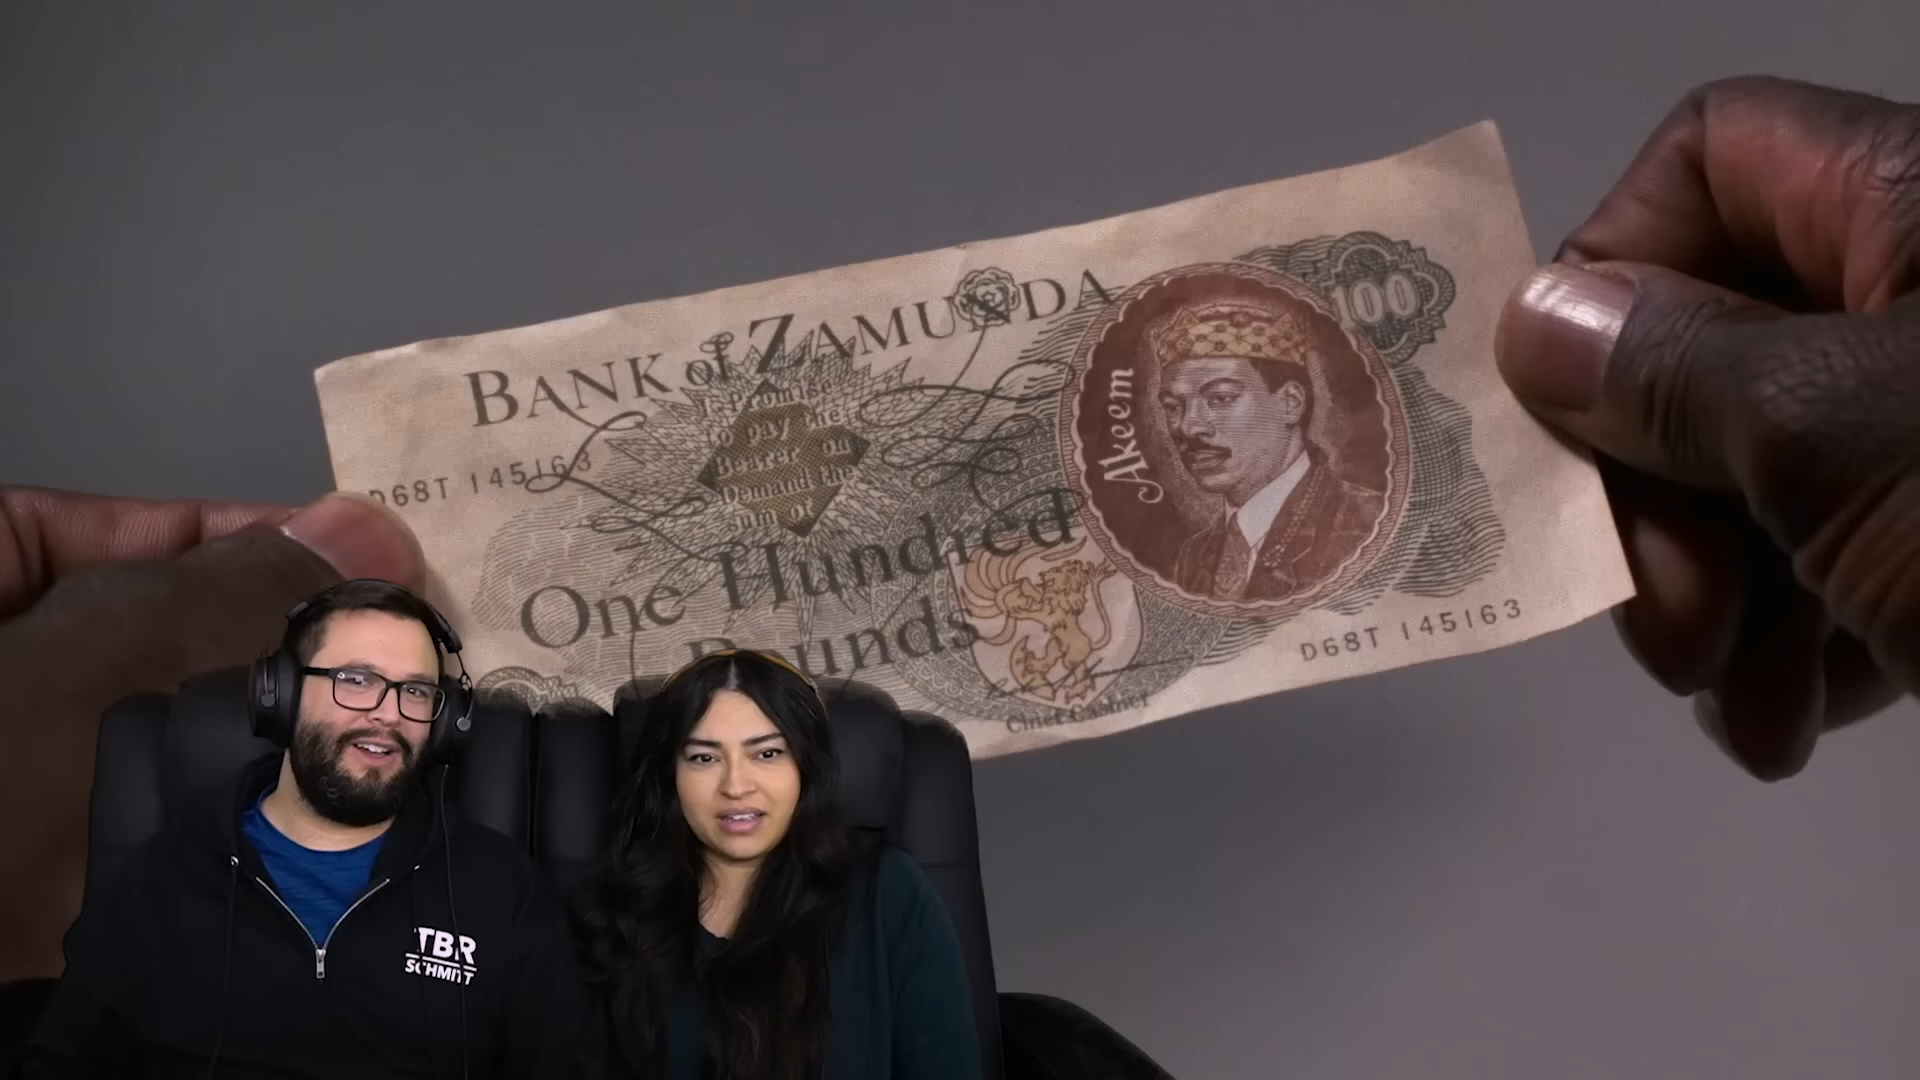 BANK of ZAMUNDA
100
I Promise
to pay the
Bearer on
Demand the
sum of
Akeem
D68T 145163
One Hundred
Pounds
D68T 145163
Chief Cashier
TBR
SCHMITT